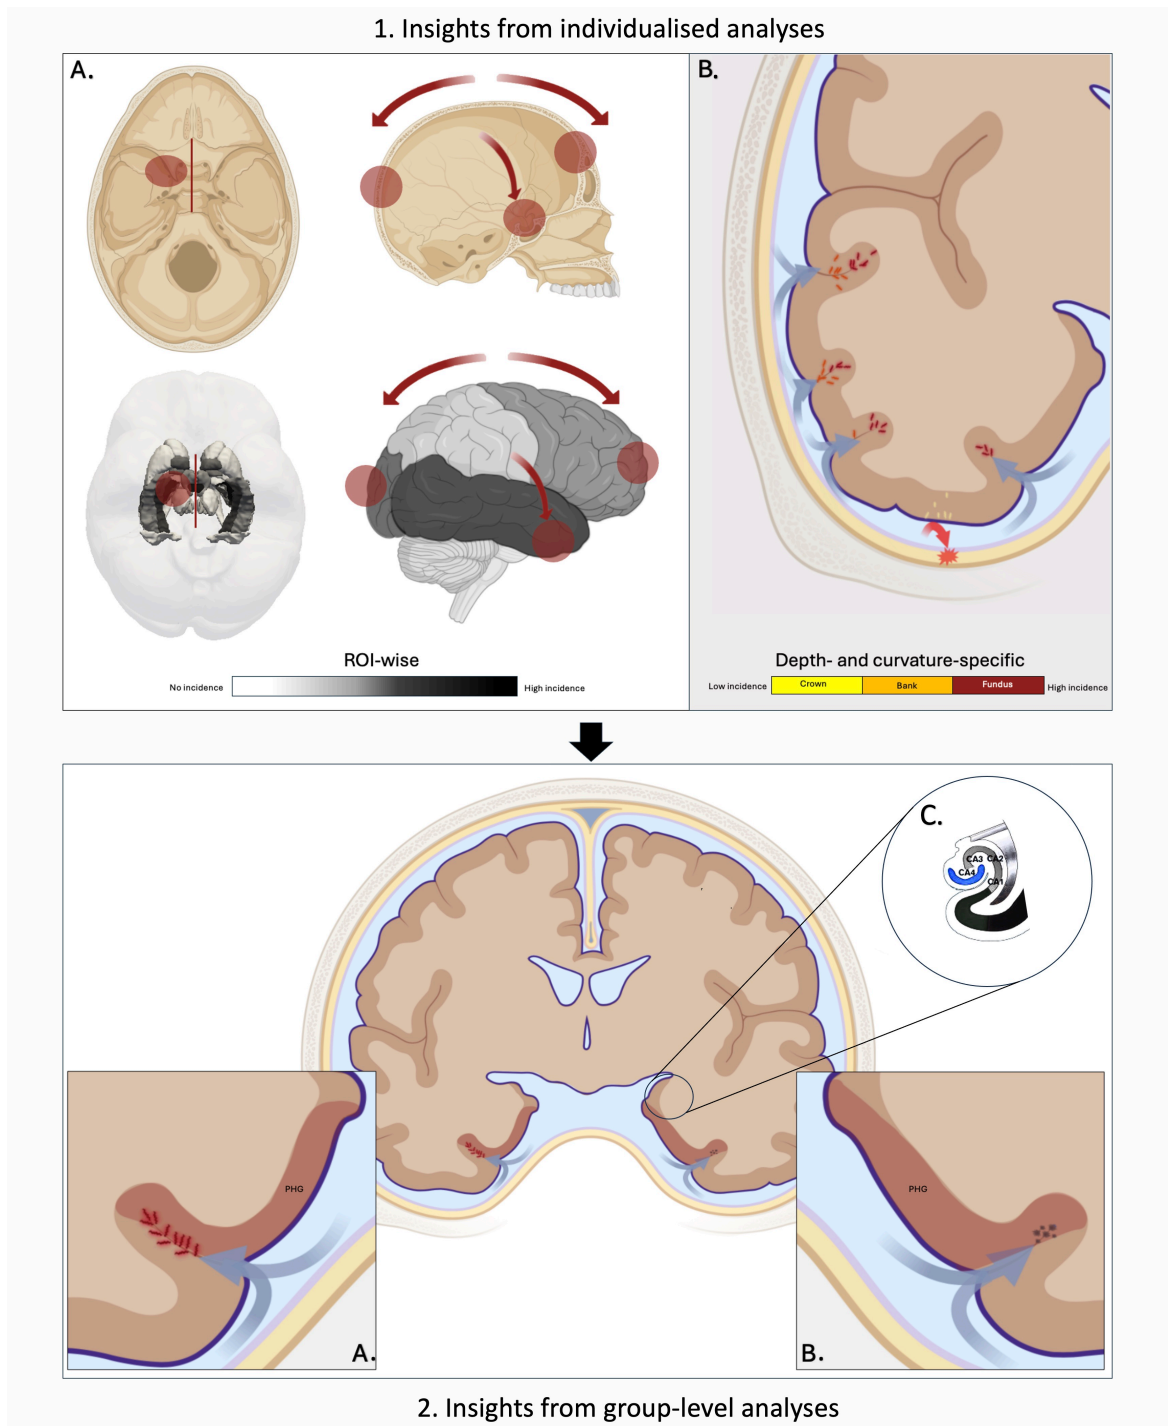 1. Insights from individualised analyses
A.
B.
ROI-wise
No incidence
High incidence
Depth- and curvature-specific
Low incidence
Crown
Bank
Fundus
High incidence
C.
CA3 CA2
CA4
CA1
PHG
A.
PHG
B.
2. Insights from group-level analyses